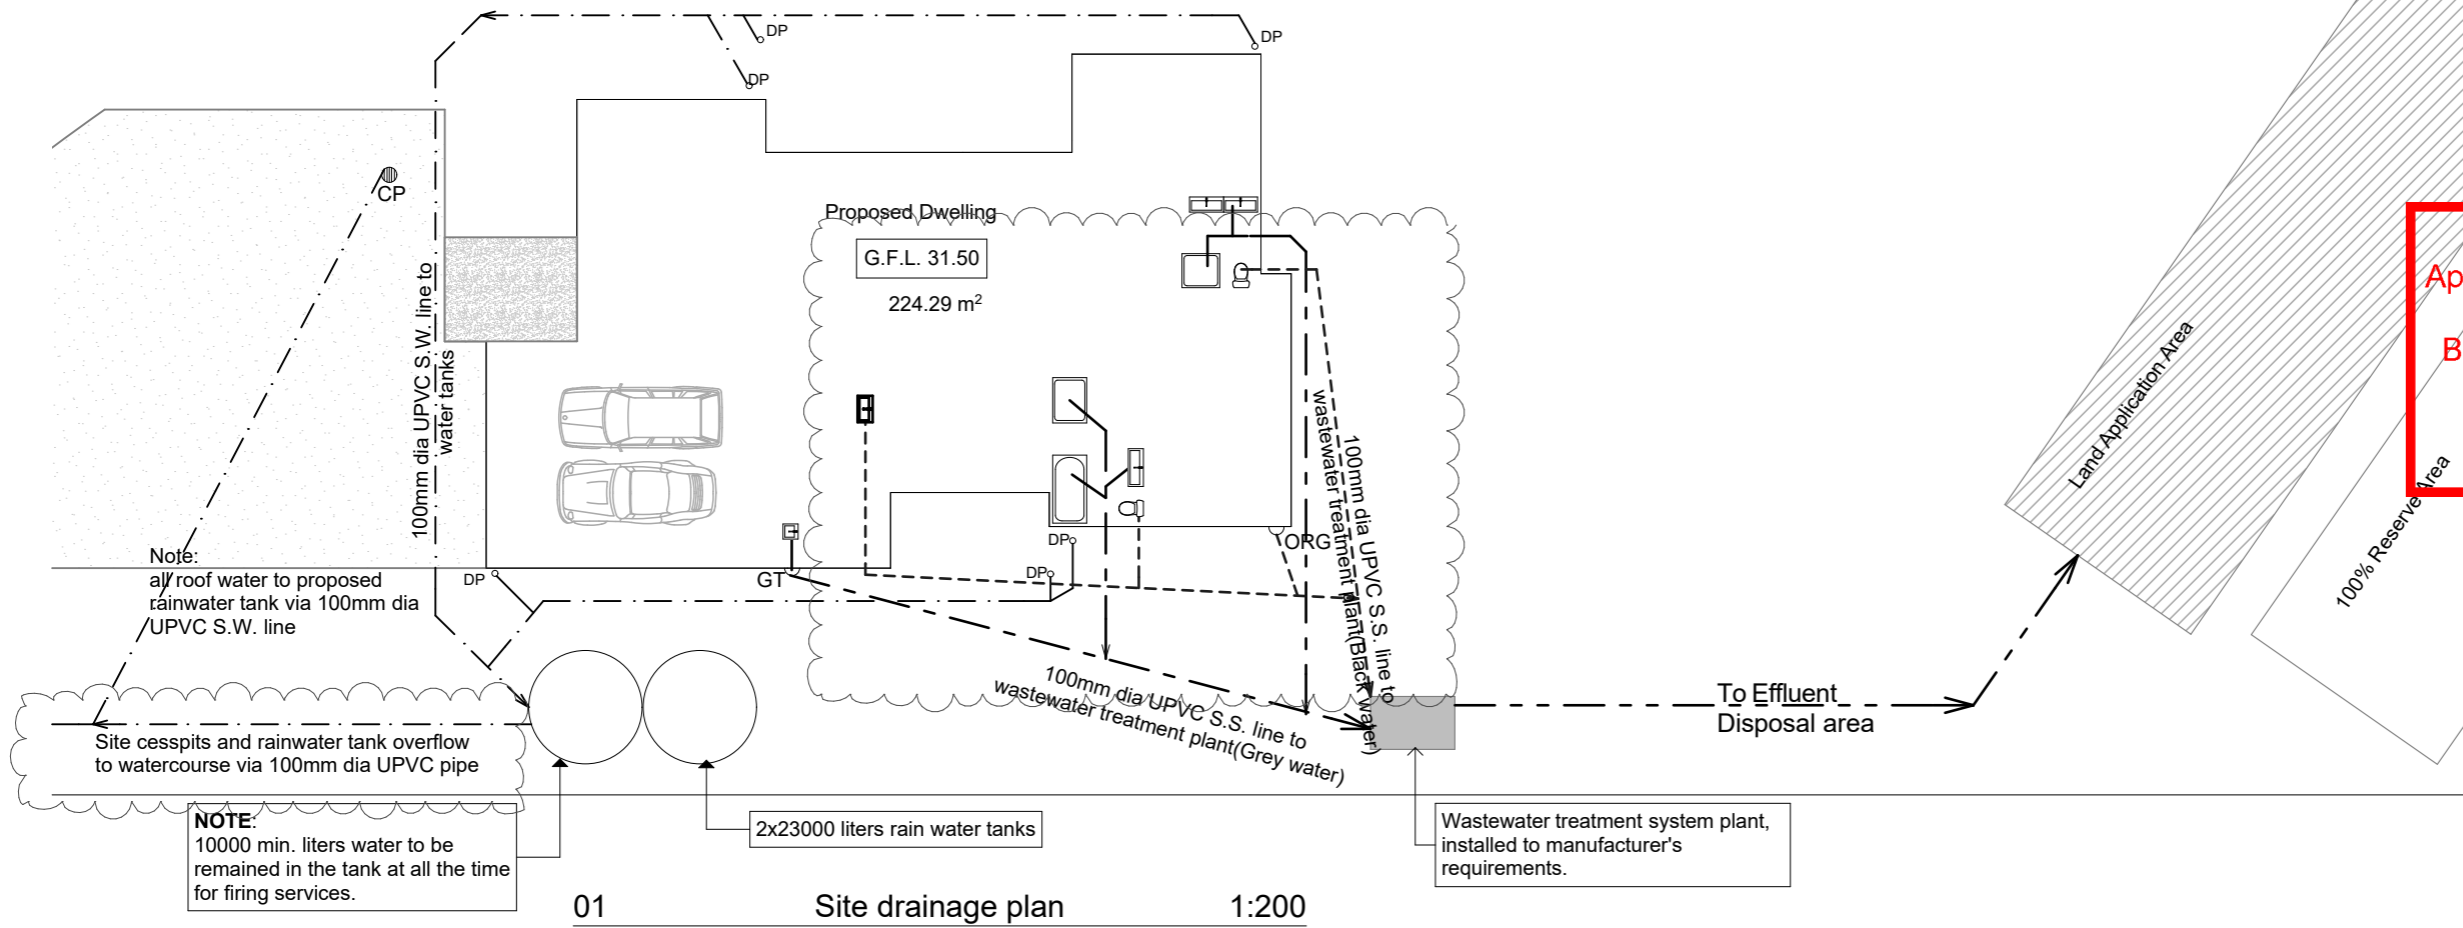 DP
DP
DP
CP
Proposed Dwelling
G.F.L. 31.50
224.29 m²
100mm dia UPVC S.W. line to
water tanks
100mm dia UPVC S.S. line to
wastewater treatment plant(Black water)
Land Application Area
100% Reserve Area
Ap
B
Note:
all roof water to proposed
rainwater tank via 100mm dia
UPVC S.W. line
DP
GT
DP
DP
ORG
100mm dia UPVC S.S. line to
wastewater treatment plant(Grey water)
To Effluent
Disposal area
Site cesspits and rainwater tank overflow
to watercourse via 100mm dia UPVC pipe
NOTE:
10000 min. liters water to be
remained in the tank at all the time
for firing services.
2x23000 liters rain water tanks
Wastewater treatment system plant,
installed to manufacturer's
requirements.
01 Site drainage plan 1:200